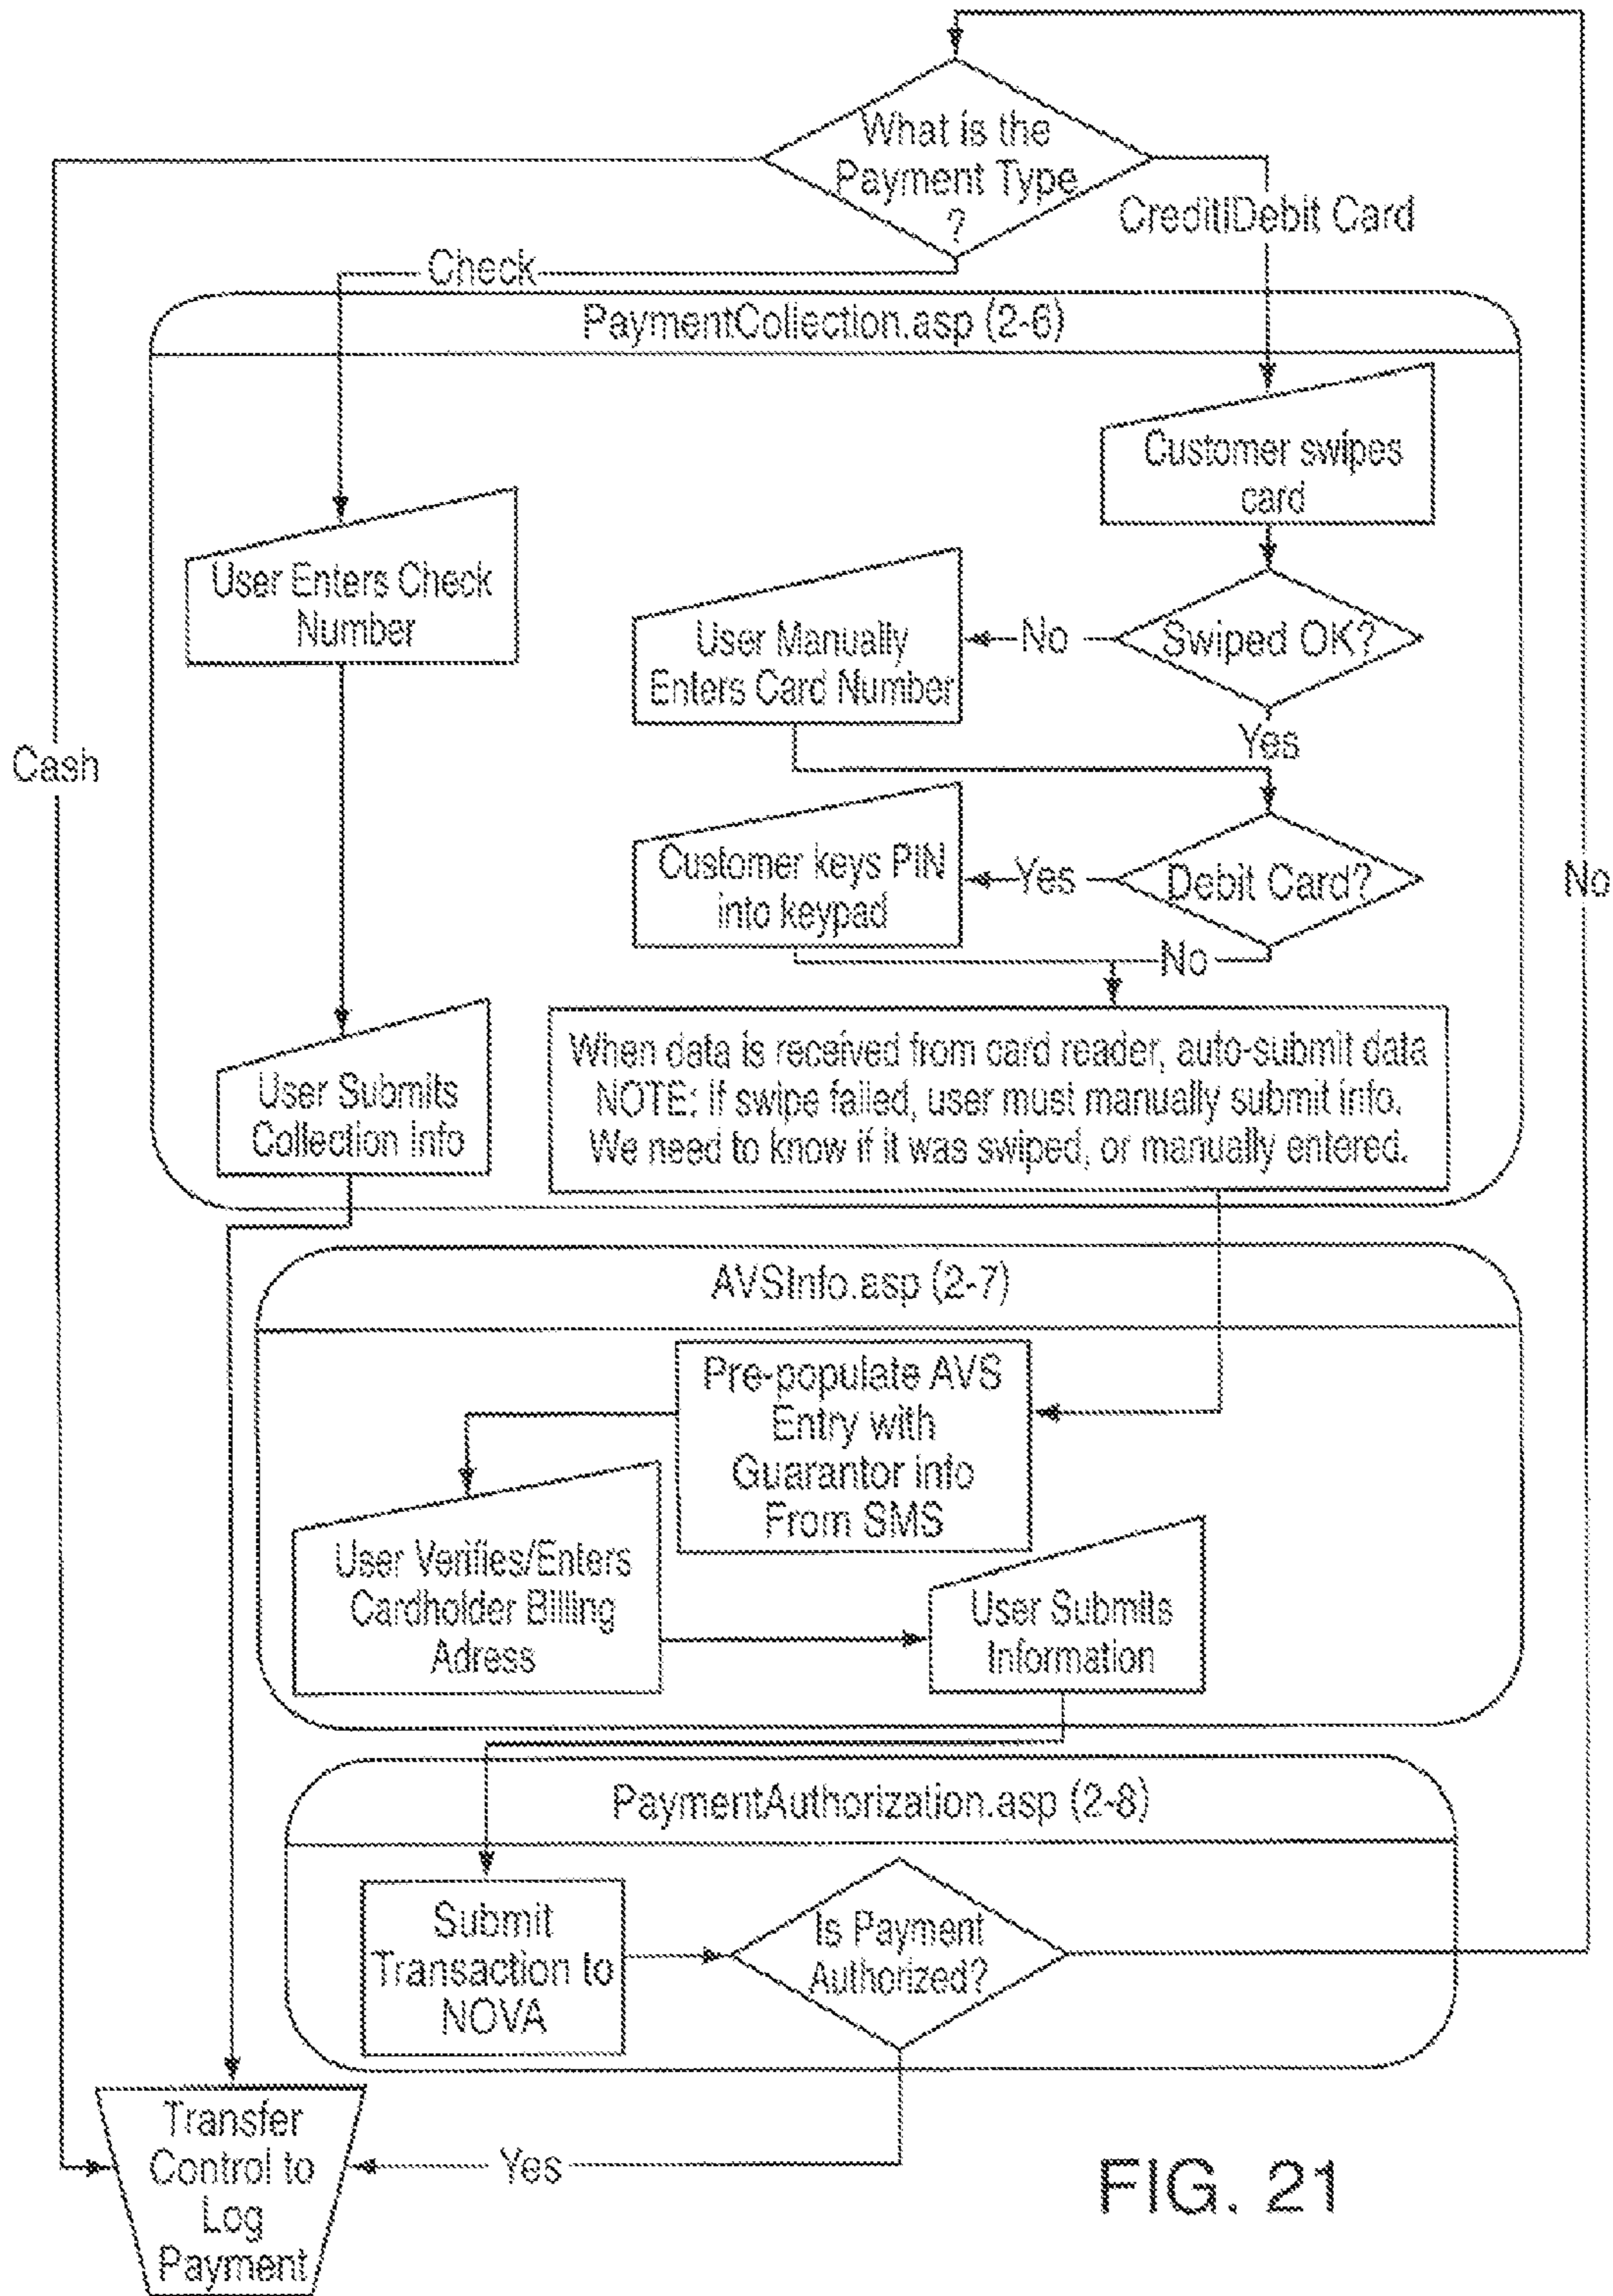 What is the
Payment Type
?
Credit|Debit Card
Check
PaymentCollection.asp (2-6)
Customer swipes
card
User Enters Check
Number
User Manually
Enters Card Number
No
Swiped OK?
Yes
Cash
Customer keys PIN
into keypad
Yes
Debit Card?
No
No
When data is received from card reader, auto-submit data
NOTE: If swipe failed, user must manually submit info.
We need to know if it was swiped, or manually entered.
User Submits
Collection info
AVSInfo.asp (2-7)
Pre-populate AVS
Entry with
Guarantor info
From SMS
User Verifies/Enters
Cardholder Billing
Adress
User Submits
Information
PaymentAuthorization.asp (2-8)
Submit
Transaction to
NOVA
Is Payment
Authorized?
Transfer
Control to
Log
Payment
Yes
FIG. 21